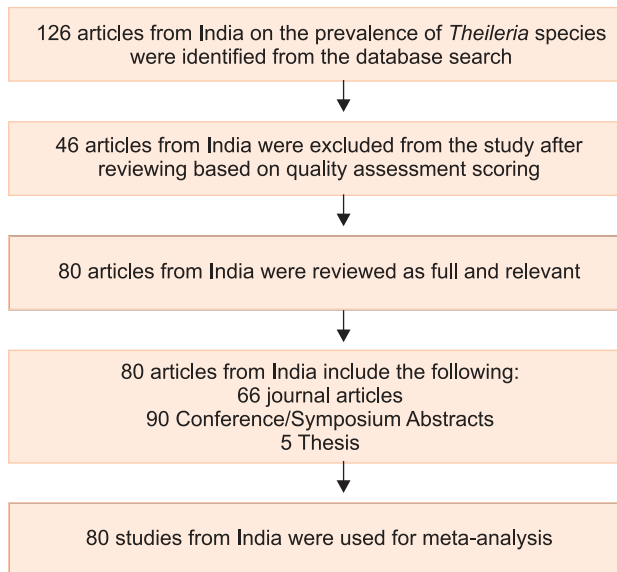 126 articles from India on the prevalence of Theileria species
were identified from the database search
46 articles from India were excluded from the study after
reviewing based on quality assessment scoring
80 articles from India were reviewed as full and relevant
80 articles from India include the following:
66 journal articles
90 Conference/Symposium Abstracts
5 Thesis
80 studies from India were used for meta-analysis